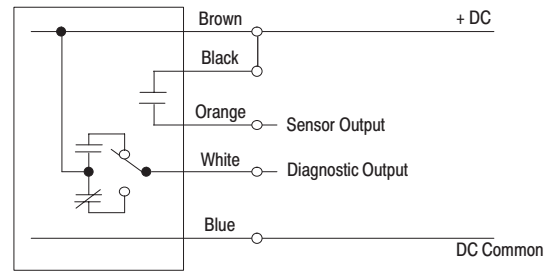 Brown
+ DC
Black
Orange
Sensor Output
White
Diagnostic Output
Blue
DC Common